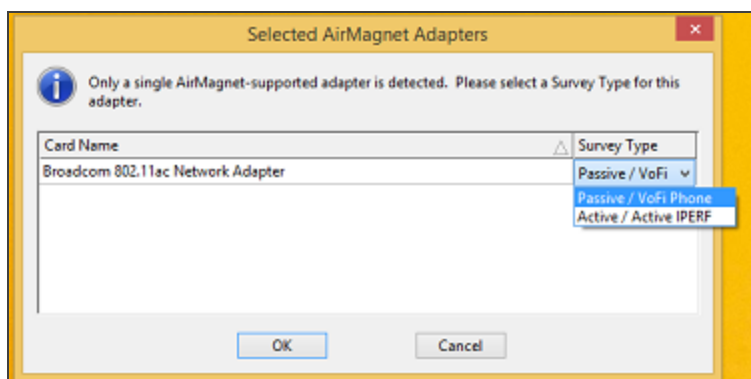 Selected AirMagnet Adapters
Only a single AirMagnet-supported adapter is detected. Please select a Survey Type for this
adapter.
Card Name Survey Type
Broadcom 802.11ac Network Adapter Passive / VoFi
Passive / VoFi Phone
Active / Active IPERF
OK Cancel